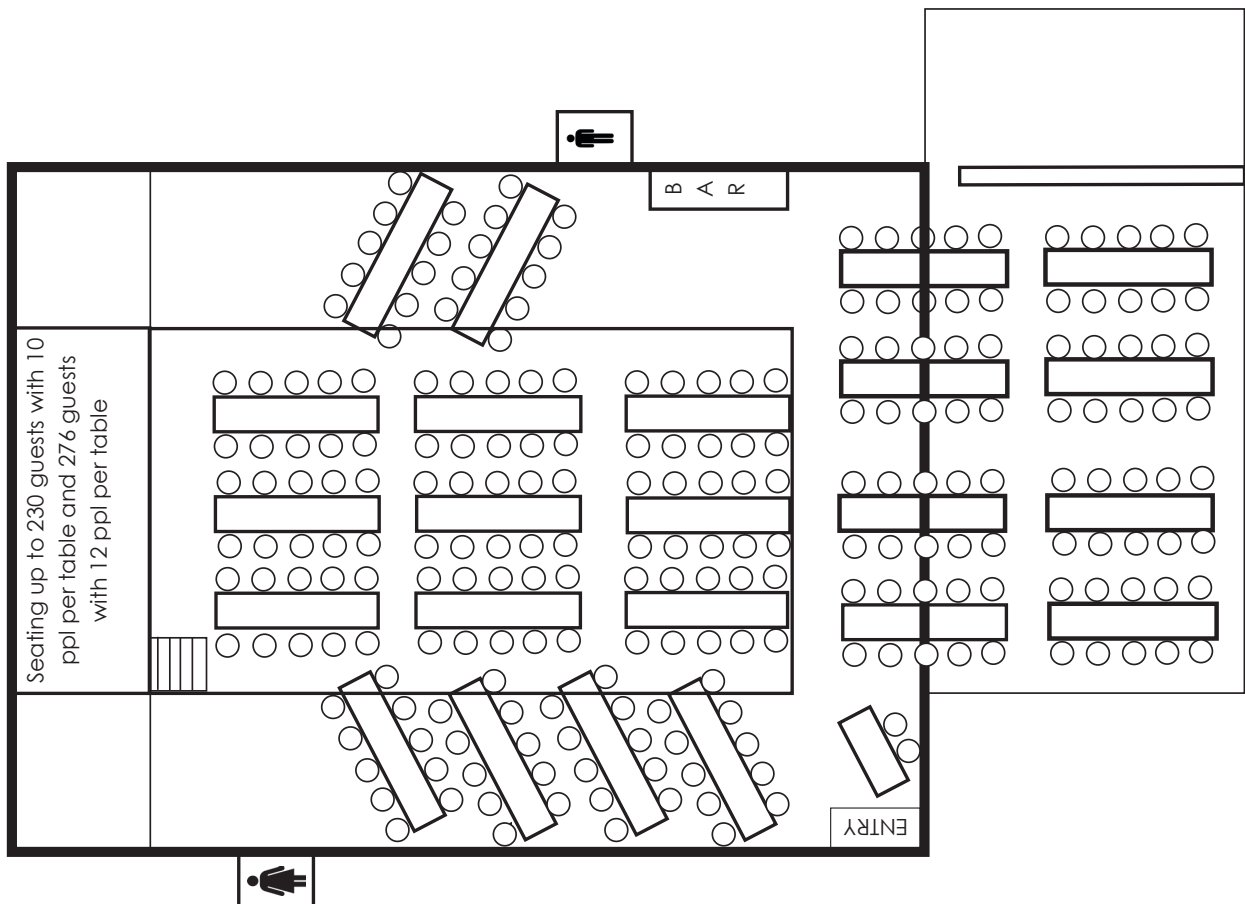 Seating up to 230 guests with 10
ppl per table and 276 guests
with 12 ppl per table
BAR
ENTRY